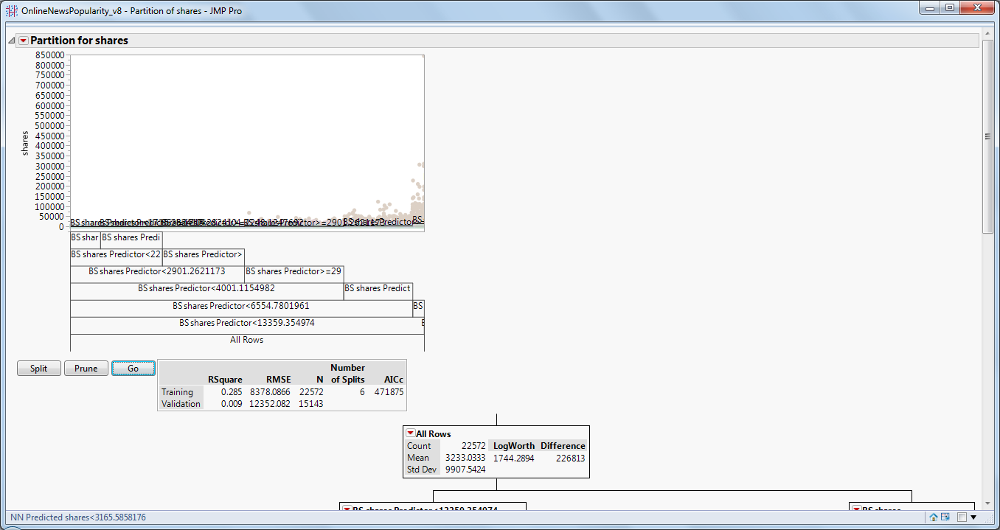 OnlineNewsPopularity_v8 - Partition of shares - JMP Pro
Partition for shares
850000
800000
750000
700000
650000
600000
550000
500000
450000
400000
350000
300000
250000
200000
150000
100000
50000
0
shares
BS shar BS shares Predi
BS shares Predictor<22 BS shares Predictor>
BS shares Predictor<2901.2621173 BS shares Predictor>=29
BS shares Predictor<4001.1154982 BS shares Predict
BS shares Predictor<6554.7801961 BS
BS shares Predictor<13359.354974
All Rows
Split Prune Go
Number
RSquare RMSE N of Splits AICc
Training 0.285 8378.0866 22572 6 471875
Validation 0.009 12352.082 15143
All Rows
Count 22572 LogWorth Difference
Mean 3233.0333 1744.2894 226813
Std Dev 9907.5424
BS shares Predictor<13359.354974 BS shares
NN Predicted shares<3165.5858176